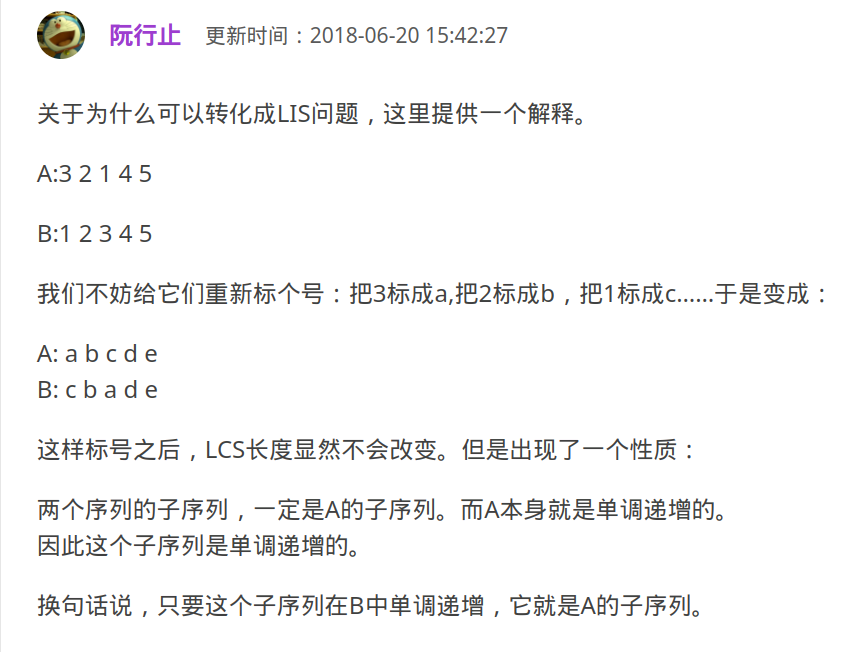 阮行止 更新时间：2018-06-20 15:42:27
关于为什么可以转化成LIS问题，这里提供一个解释。
A:3 2 1 4 5
B:1 2 3 4 5
我们不妨给它们重新标个号：把3标成a,把2标成b，把1标成c……于是变成：
A: a b c d e
B: c b a d e
这样标号之后，LCS长度显然不会改变。但是出现了一个性质：
两个序列的子序列，一定是A的子序列。而A本身就是单调递增的。
因此这个子序列是单调递增的。
换句话说，只要这个子序列在B中单调递增，它就是A的子序列。